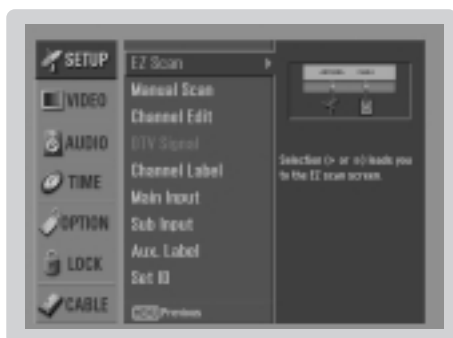 SETUP
VIDEO
AUDIO
TIME
OPTION
LOCK
CABLE
EZ Scan
Manual Scan
Channel Edit
DTV Signal
Channel Label
Main Input
Sub Input
Aux. Label
Set ID
Previous
Selection (▷ or ⊙) leads you
to the EZ scan screen.